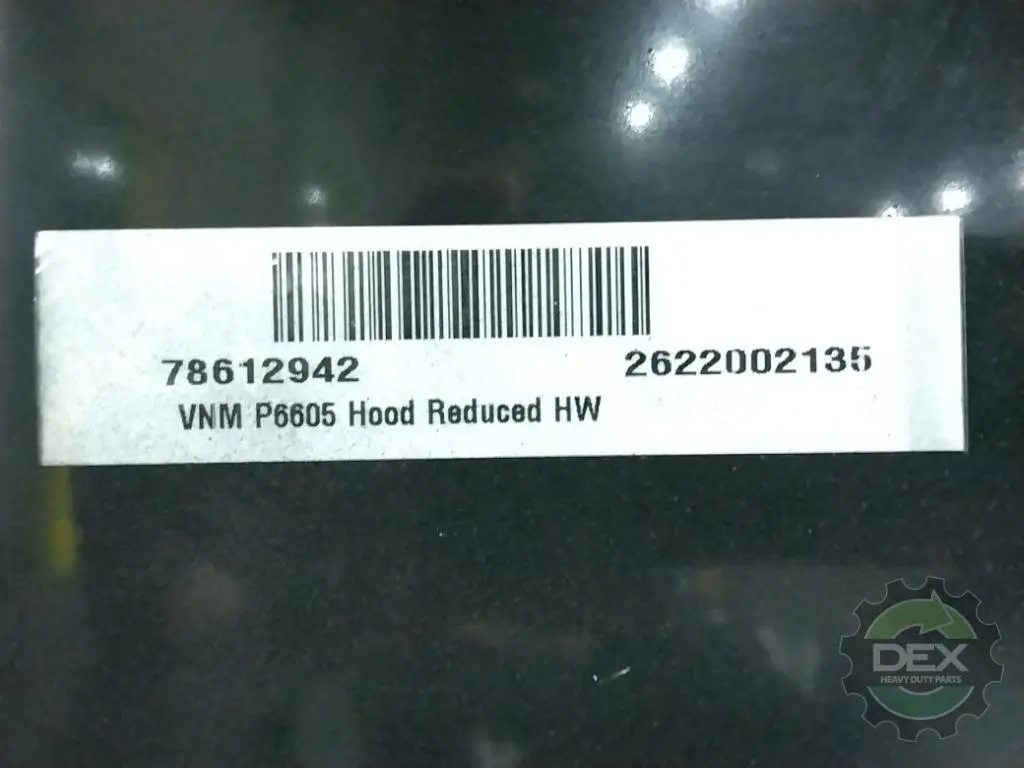 78612942 2622002135
VNM P6605 Hood Reduced HW
DEX
HEAVY DUTY PARTS